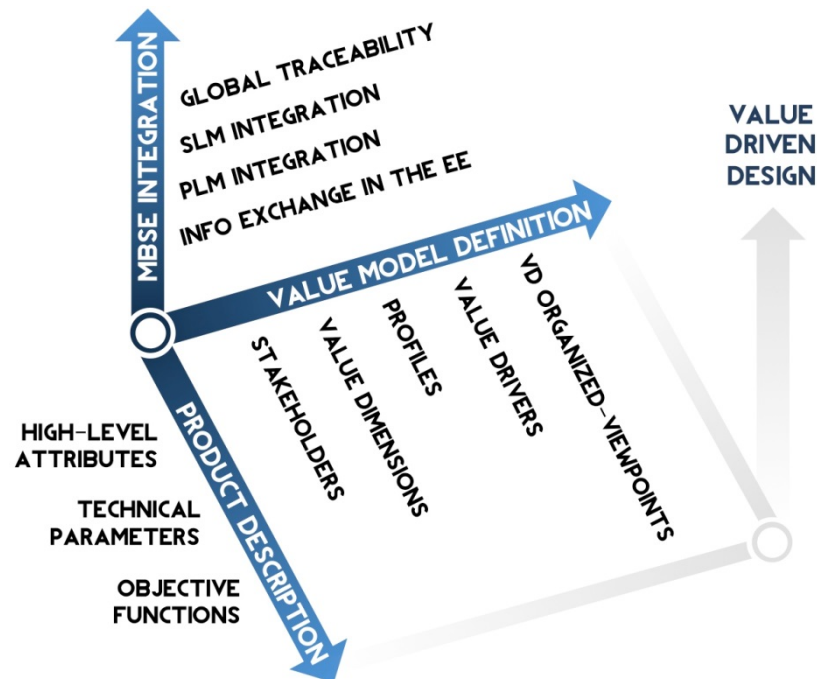 MBSE INTEGRATION
GLOBAL TRACEABILITY
SLM INTEGRATION
PLM INTEGRATION
INFO EXCHANGE IN THE EE
VALUE
DRIVEN
DESIGN
VALUE MODEL DEFINITION
STAKEHOLDERS
VALUE DIMENSIONS
PROFILES
VALUE DRIVERS
VD ORGANIZED-VIEWPOINTS
PRODUCT DESCRIPTION
HIGH-LEVEL
ATTRIBUTES
TECHNICAL
PARAMETERS
OBJECTIVE
FUNCTIONS